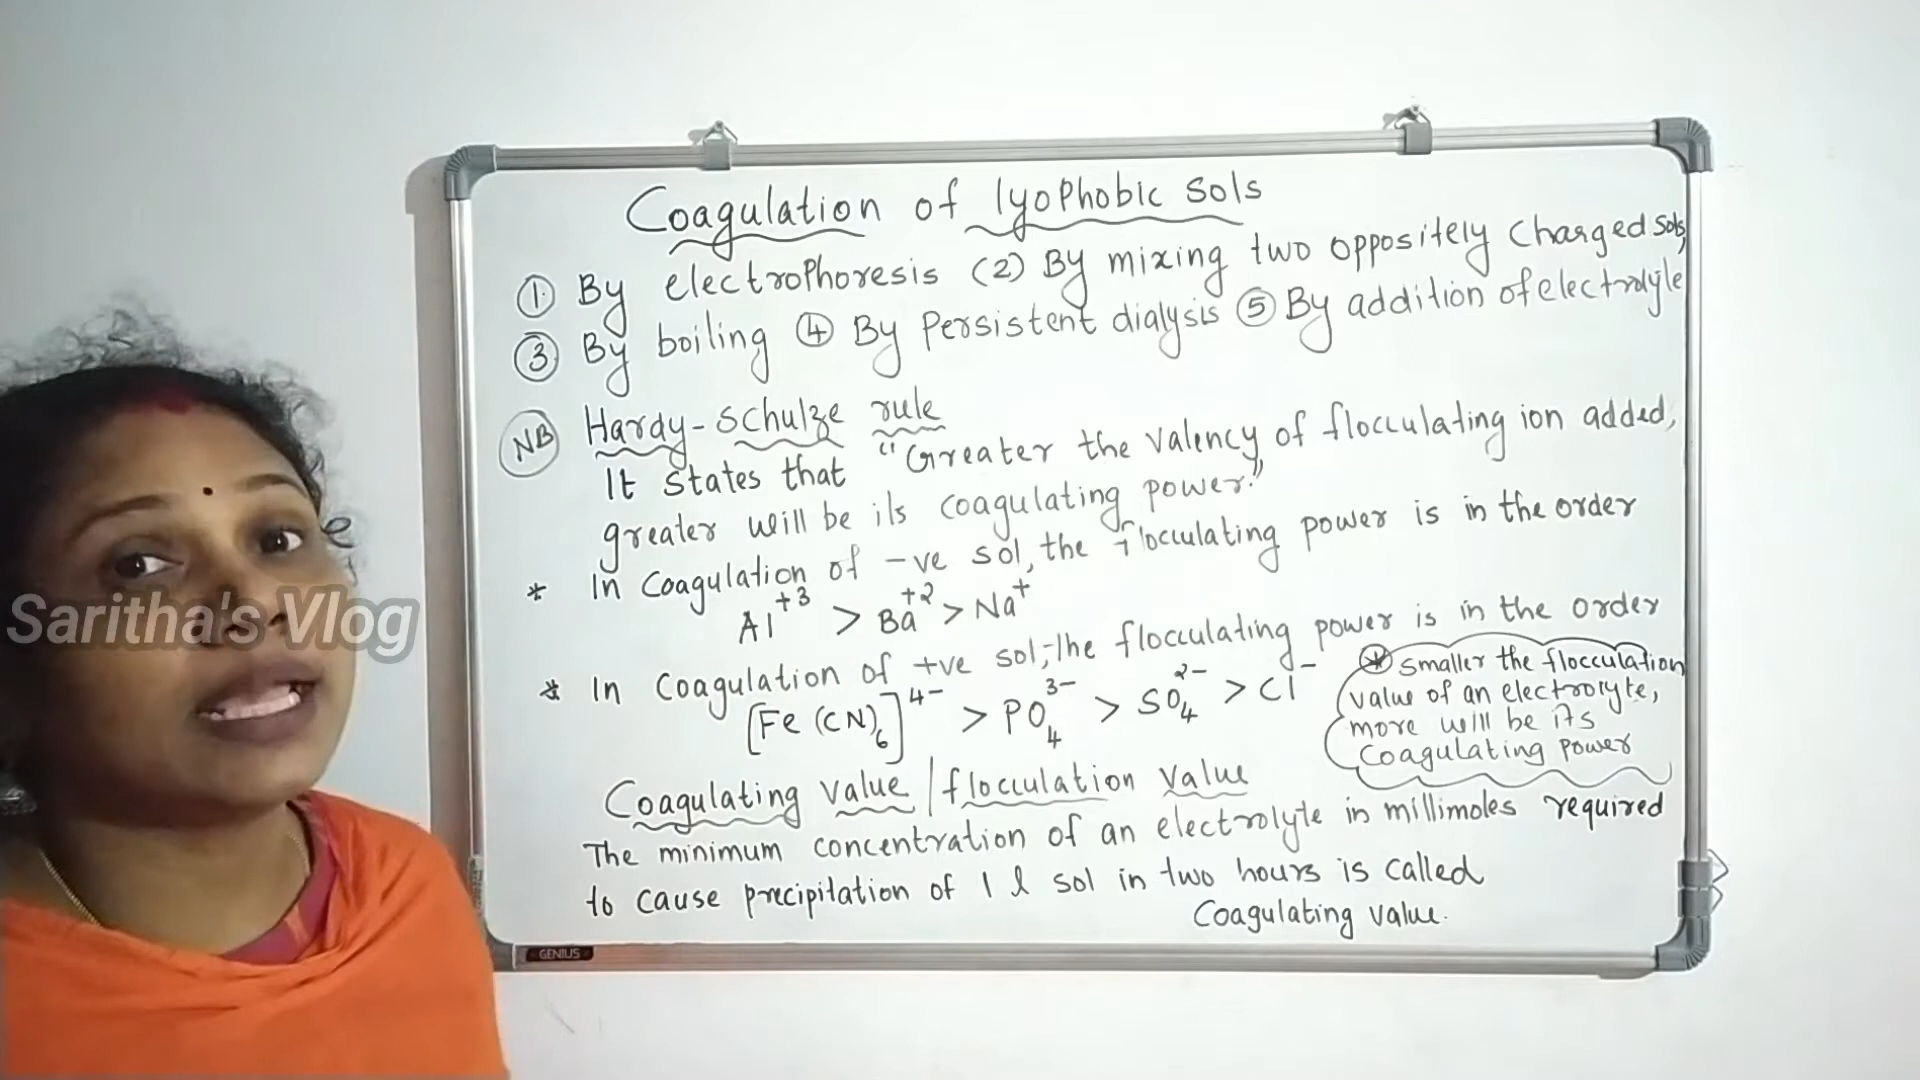 Coagulation of lyophobic sols
① By electrophoresis (2) By mixing two oppositely charged sols,
③ By boiling ④ By Persistent dialysis ⑤ By addition of electrolyte
NB Hardy-Schulze rule
It states that "Greater the valency of flocculating ion added,
greater will be its coagulating power."
* In Coagulation of -ve sol, the flocculating power is in the order
Al⁺³ > Ba⁺² > Na⁺
* In Coagulation of +ve sol, the flocculating power is in the order
[Fe(CN)₆]⁴⁻ > PO₄³⁻ > SO₄²⁻ > Cl⁻
* Smaller the flocculation
value of an electrolyte,
more will be its
Coagulating power
Coagulating value / flocculation value
The minimum concentration of an electrolyte in millimoles required
to cause precipitation of 1 l sol in two hours is called
Coagulating value.
GENIUS
Saritha's Vlog